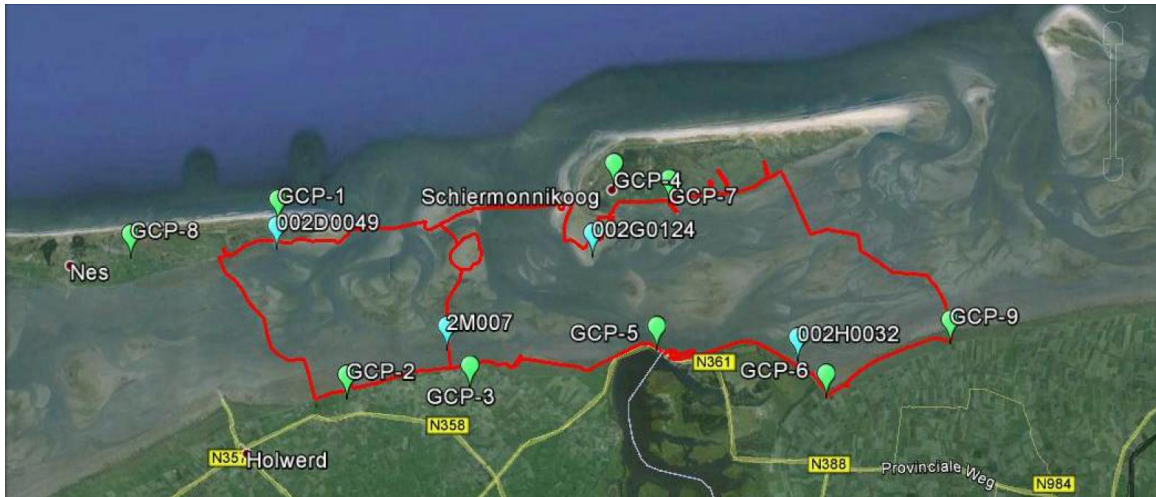 GCP-4
GCP-1
Schiermonnikoog
GCP-7
002D0049
GCP-8
002G0124
Nes
2M007
GCP-5
002H0032
GCP-9
N361
GCP-2
GCP-6
GCP-3
N358
N357
Holwerd
N388
Provinciale Weg
N984